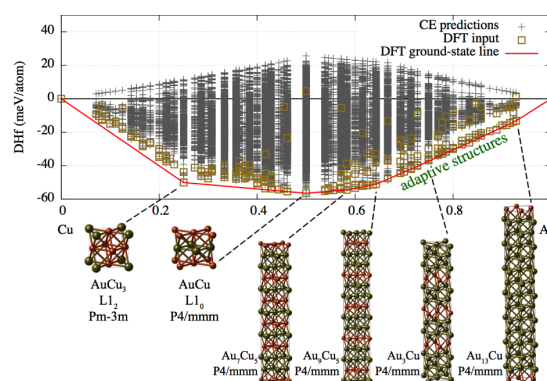 CE predictions
DFT input
DFT ground-state line
DHf (meV/atom)
40
20
0
-20
-40
-60
adaptive structures
0 0.2 0.4 0.6 0.8
Cu A
AuCu₃
L1₂
Pm-3m
AuCu
L1₀
P4/mmm
Au₇Cu₅
P4/mmm
Au₉Cu₅
P4/mmm
Au₃Cu
P4/mmm
Au₁₃Cu
P4/mmm